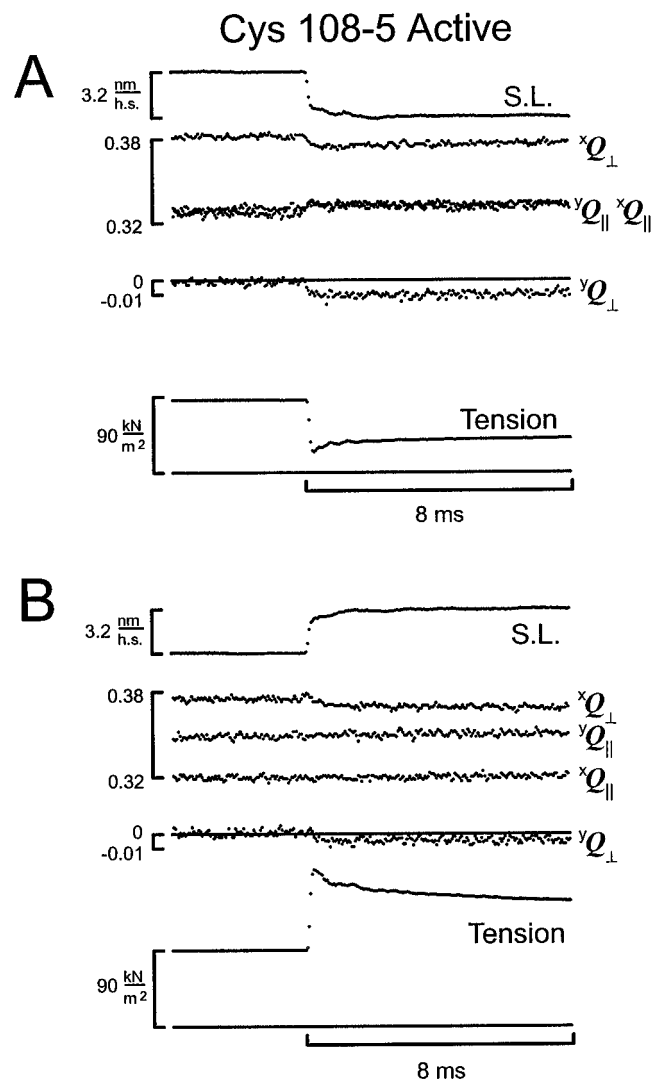 Cys 108-5 Active
A
3.2 nm/h.s.
S.L.
0.38
xQ⊥
yQ|| xQ||
0.32
0
-0.01
yQ⊥
Tension
90 kN/m2
8 ms
B
3.2 nm/h.s.
S.L.
0.38
xQ⊥
yQ||
0.32
xQ||
0
-0.01
yQ⊥
Tension
90 kN/m2
8 ms